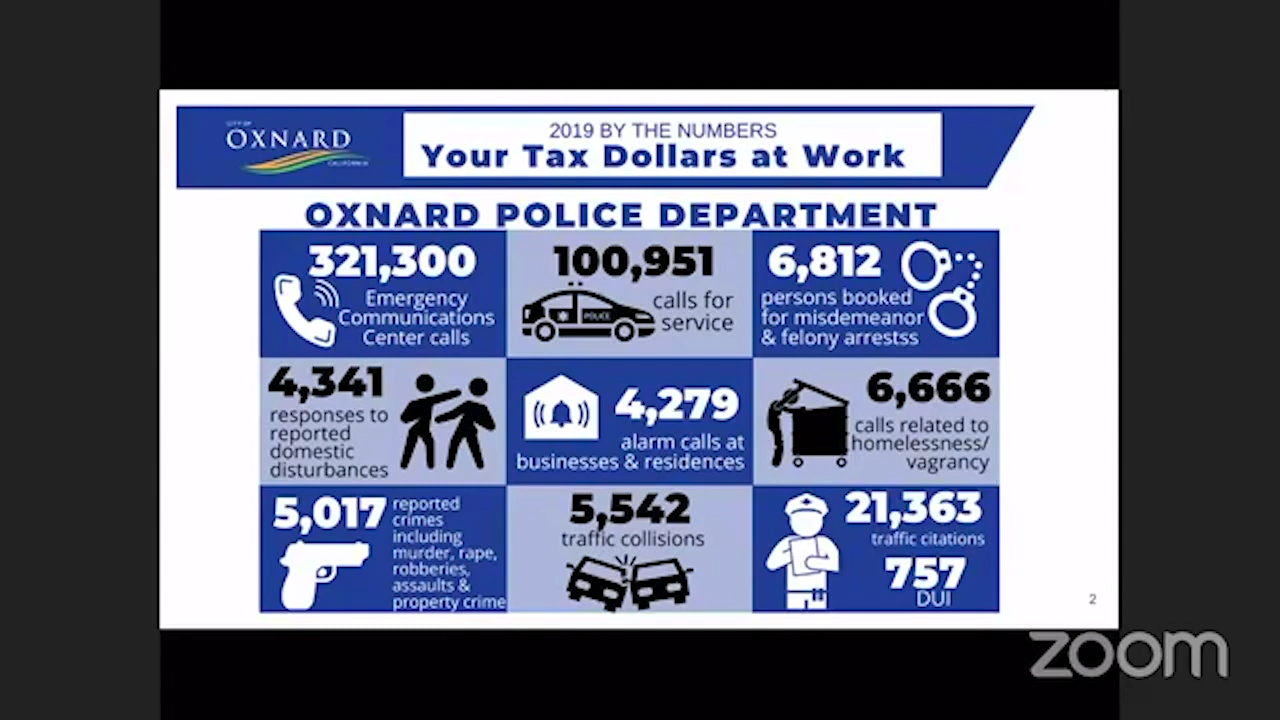 CITY OF
OXNARD
CALIFORNIA
2019 BY THE NUMBERS
Your Tax Dollars at Work
OXNARD POLICE DEPARTMENT
321,300
Emergency
Communications
Center calls
100,951
POLICE
calls for
service
6,812
persons booked
for misdemeanor
& felony arrestss
4,341
responses to
reported
domestic
disturbances
4,279
alarm calls at
businesses & residences
6,666
calls related to
homelessness/
vagrancy
5,017
reported
crimes
including
murder, rape,
robberies,
assaults &
property crime
5,542
traffic collisions
21,363
traffic citations
757
DUI
2
zoom